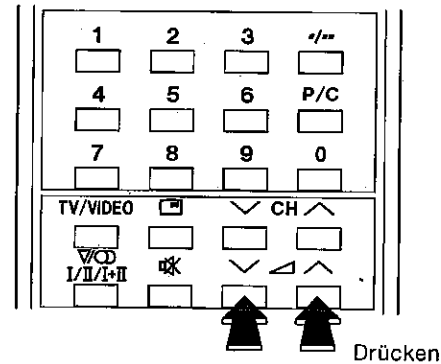 1 2 3 -/--
4 5 6 P/C
7 8 9 0
TV/VIDEO CH
I/II/I+II
Drücken